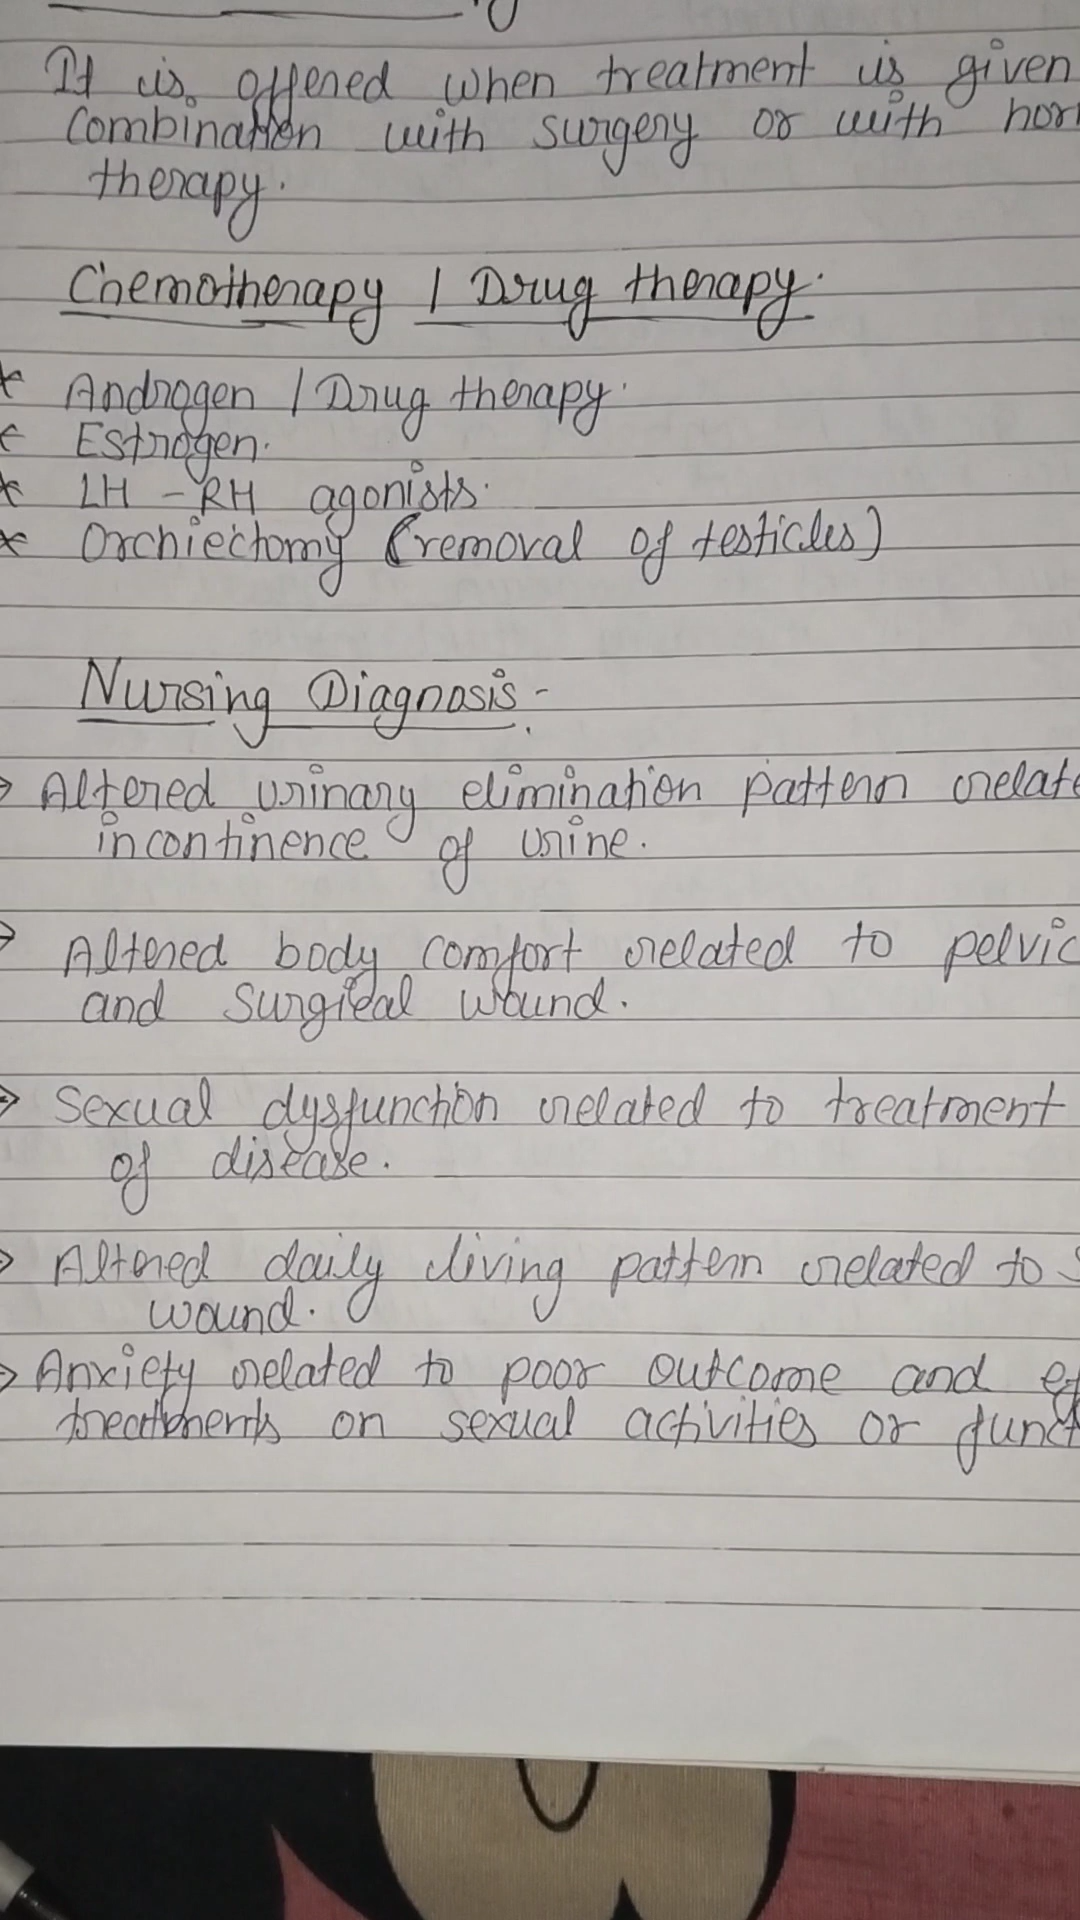 It is offered when treatment is given
combination with surgery or with
therapy.
Chemotherapy / Drug therapy.
* Androgen / Drug therapy.
* Estrogen.
* LH-RH agonists.
* Orchiectomy (removal of testicles)
Nursing Diagnosis-
→ Altered urinary elimination pattern
incontinence of urine.
→ Altered body comfort related to pelvic
and surgical wound.
→ Sexual dysfunction related to treatment
of disease.
→ Altered daily living pattern related to
wound.
→ Anxiety related to poor outcome and
treatments on sexual activities or